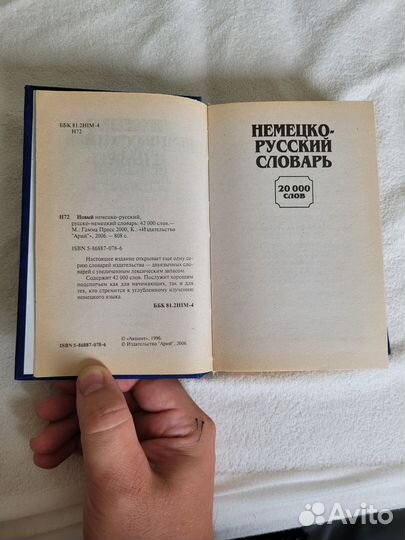 ББК 81.2НIМ-4
Н72
Н72 Новый немецко-русский,
русско-немецкий словарь: 42 000 слов.—
М.: Гамма Пресс 2000, К.: «Издательство
"Арий"», 2006.— 808 с.
ISBN 5-86887-078-6
Настоящее издание открывает еще одну се-
рию словарей издательства — двуязычных сло-
варей с увеличенным лексическим запасом.
Содержит 42 000 слов. Послужит хорошим
подспорьем как для начинающих, так и для
тех, кто стремится к углубленному изучению
немецкого языка.
ББК 81.2НIМ-4
© «Аконит», 1996
ISBN 5-86887-078-6
© Издательство "Арий", 2006
НЕМЕЦКО-
РУССКИЙ
СЛОВАРЬ
20 000
СЛОВ
Avito